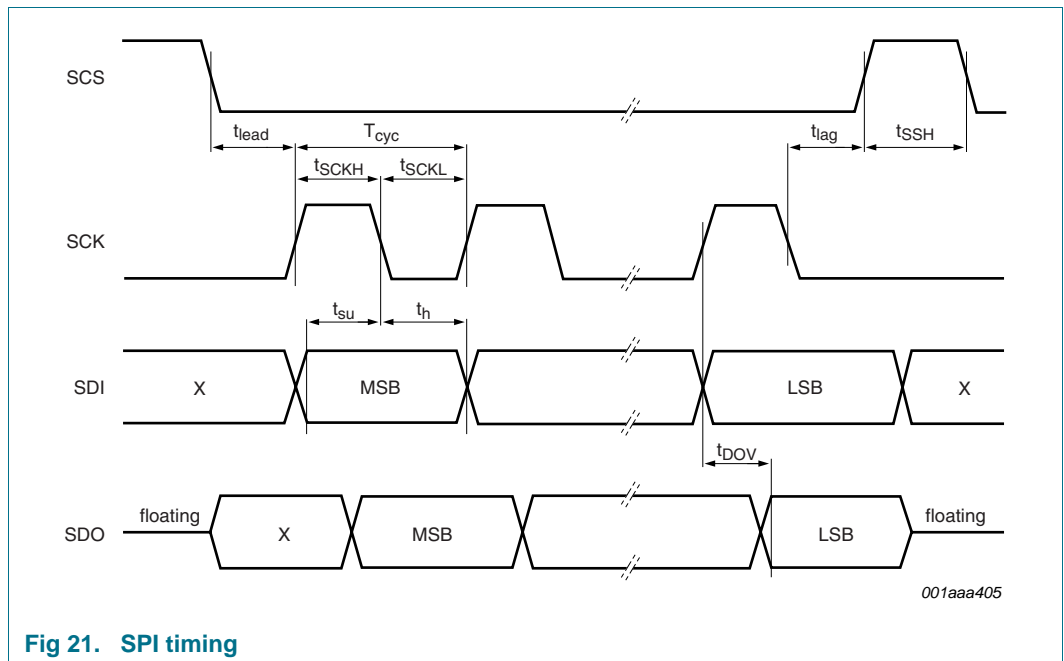 SCS
tlead
Tcyc
tlag
tSSH
tSCKH
tSCKL
SCK
tsu
th
SDI
X
MSB
LSB
X
tDOV
SDO
floating
X
MSB
LSB
floating
001aaa405
Fig 21. SPI timing